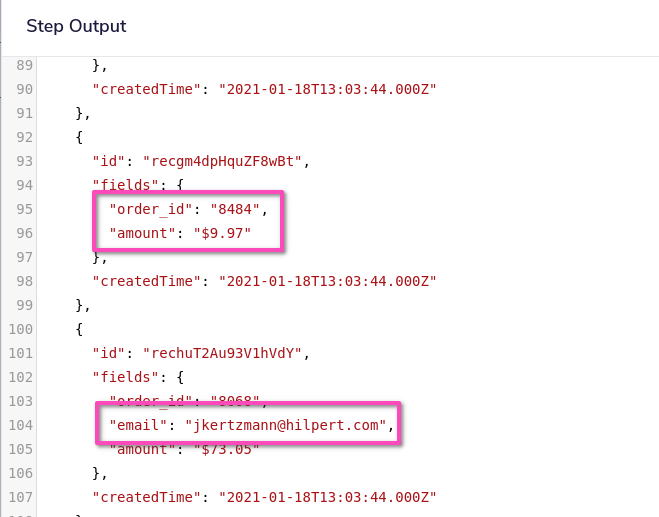 Step Output
89 },
90 "createdTime": "2021-01-18T13:03:44.000Z"
91 },
92 {
93 "id": "recgm4dpHquZF8wBt",
94 "fields": {
95 "order_id": "8484",
96 "amount": "$9.97"
97 },
98 "createdTime": "2021-01-18T13:03:44.000Z"
99 },
100 {
101 "id": "rechuT2Au93V1hVdY",
102 "fields": {
103 "order_id": "8068",
104 "email": "jkertzmann@hilpert.com",
105 "amount": "$73.05"
106 },
107 "createdTime": "2021-01-18T13:03:44.000Z"